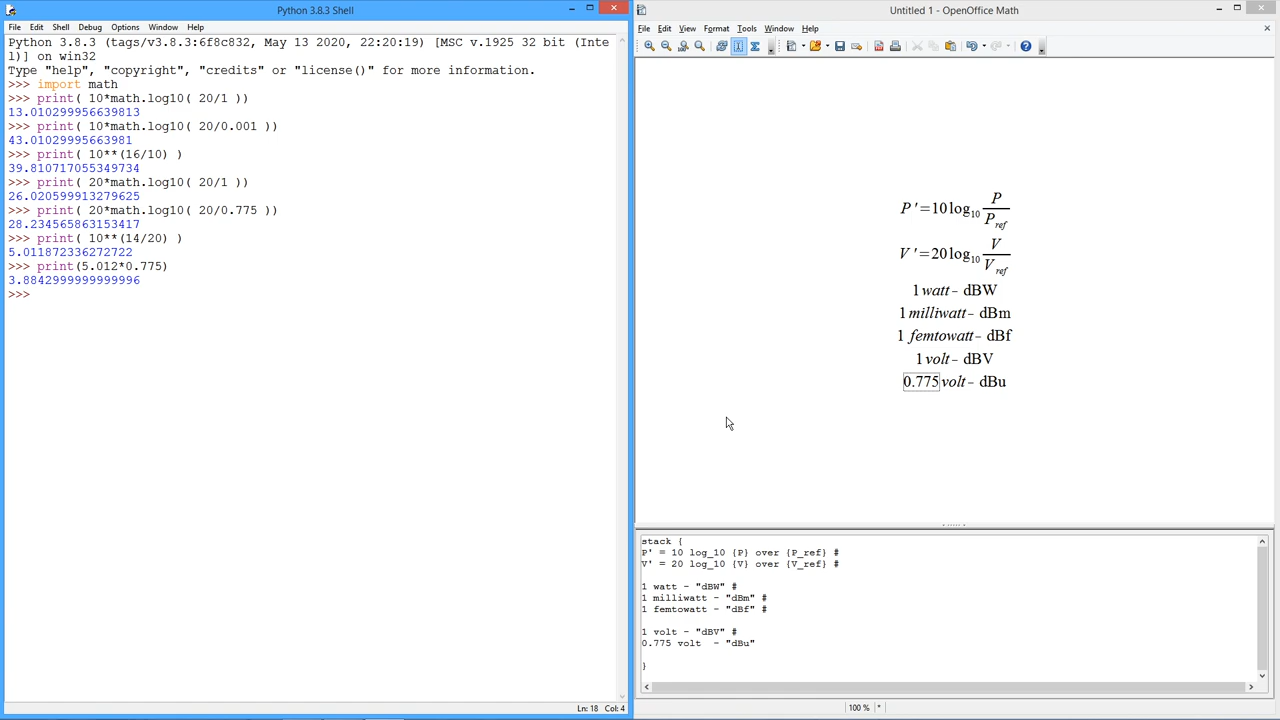 Python 3.8.3 Shell
File Edit Shell Debug Options Window Help
Python 3.8.3 (tags/v3.8.3:6f8c832, May 13 2020, 22:20:19) [MSC v.1925 32 bit (Inte
l)] on win32
Type "help", "copyright", "credits" or "license()" for more information.
>>> import math
>>> print( 10*math.log10( 20/1 ))
13.010299956639813
>>> print( 10*math.log10( 20/0.001 ))
43.01029995663981
>>> print( 10**(16/10) )
39.810717055349734
>>> print( 20*math.log10( 20/1 ))
26.020599913279625
>>> print( 20*math.log10( 20/0.775 ))
28.234565863153417
>>> print( 10**(14/20) )
5.011872336272722
>>> print(5.012*0.775)
3.8842999999999996
>>>
Ln: 18 Col: 4
Untitled 1 - OpenOffice Math
File Edit View Format Tools Window Help
P'=10log₁₀ P/P_ref
V'=20log₁₀ V/V_ref
1 watt− dBW
1 milliwatt− dBm
1 femtowatt− dBf
1 volt− dBV
0.775 volt− dBu
stack {
P' = 10 log_10 {P} over {P_ref} #
V' = 20 log_10 {V} over {V_ref} #
1 watt - "dBW" #
1 milliwatt - "dBm" #
1 femtowatt - "dBf" #
1 volt - "dBV" #
0.775 volt  - "dBu"
}
100 % *